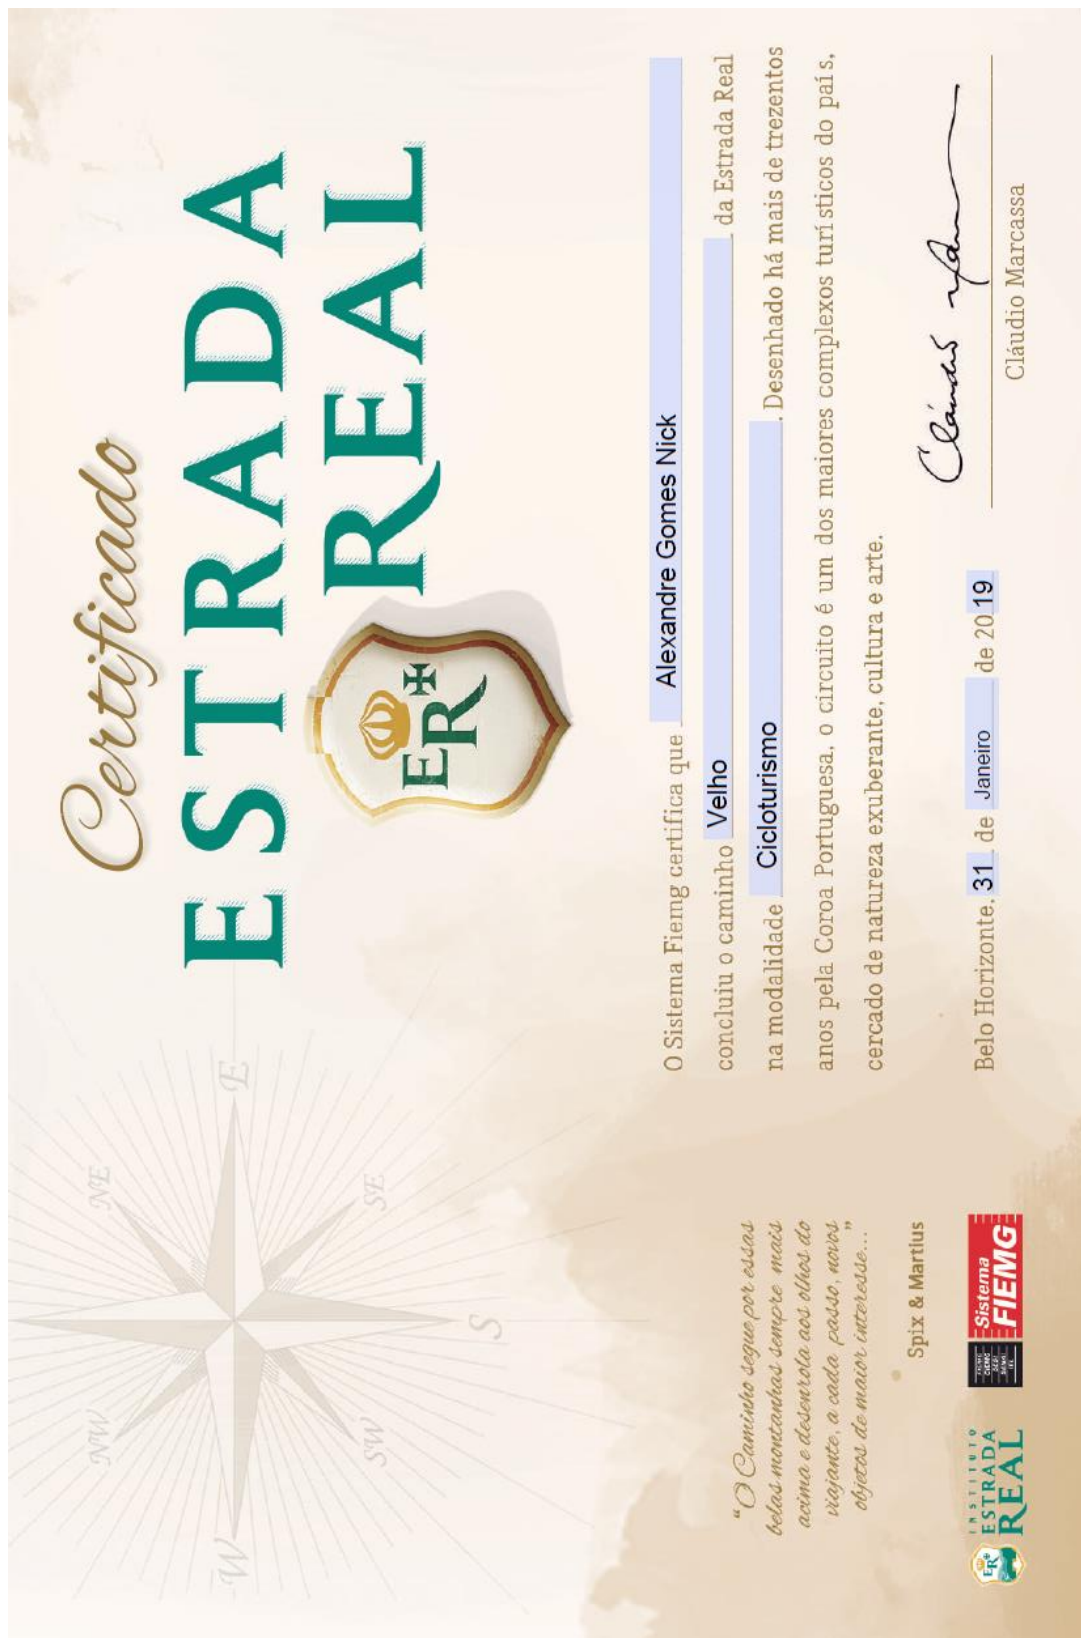 Certificado
ESTRADA
REAL
ER
O Sistema Fiemg certifica que Alexandre Gomes Nick
concluiu o caminho Velho da Estrada Real
na modalidade Cicloturismo. Desenhado há mais de trezentos
anos pela Coroa Portuguesa, o circuito é um dos maiores complexos turísticos do país,
cercado de natureza exuberante, cultura e arte.
Belo Horizonte, 31 de Janeiro de 2019
Cláudio Marcassa
NW
NE
W
E
SW
SE
S
“O Caminho segue por essas
belas montanhas sempre mais
acima e desenrola aos olhos do
viajante, a cada passo, novos
objetos de maior interesse...”
Spix & Martius
ER
INSTITUTO
ESTRADA
REAL
Sistema
FIEMG